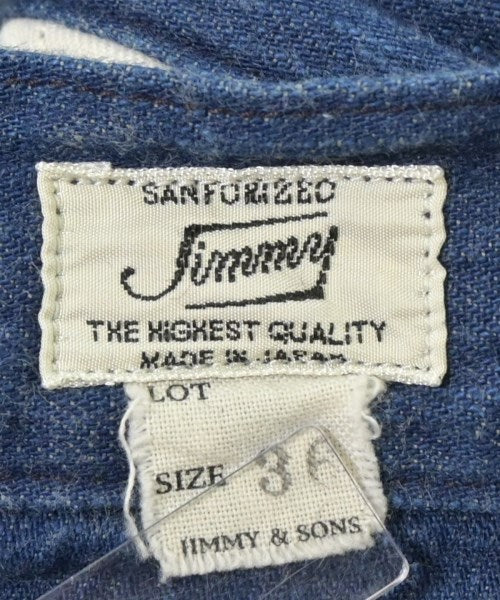 SANFORIZED
Jimmy
THE HIGHEST QUALITY
MADE IN JAPAN
LOT
SIZE 36
JIMMY & SONS